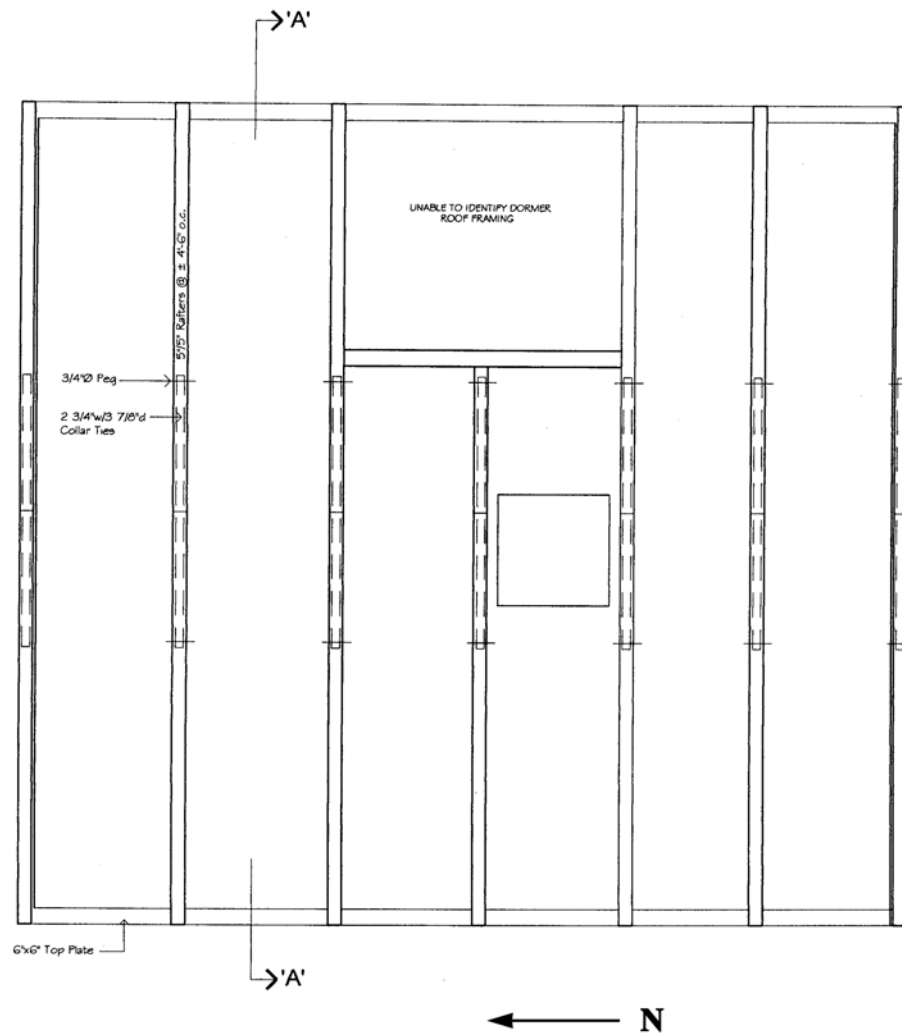 'A'
UNABLE TO IDENTIFY DORMER
ROOF FRAMING
5"/5" Rafters @ ± 4'-6" o.c.
3/4"Ø Peg
2 3/4"w/3 7/8"d
Collar Ties
6"x6" Top Plate
'A'
N